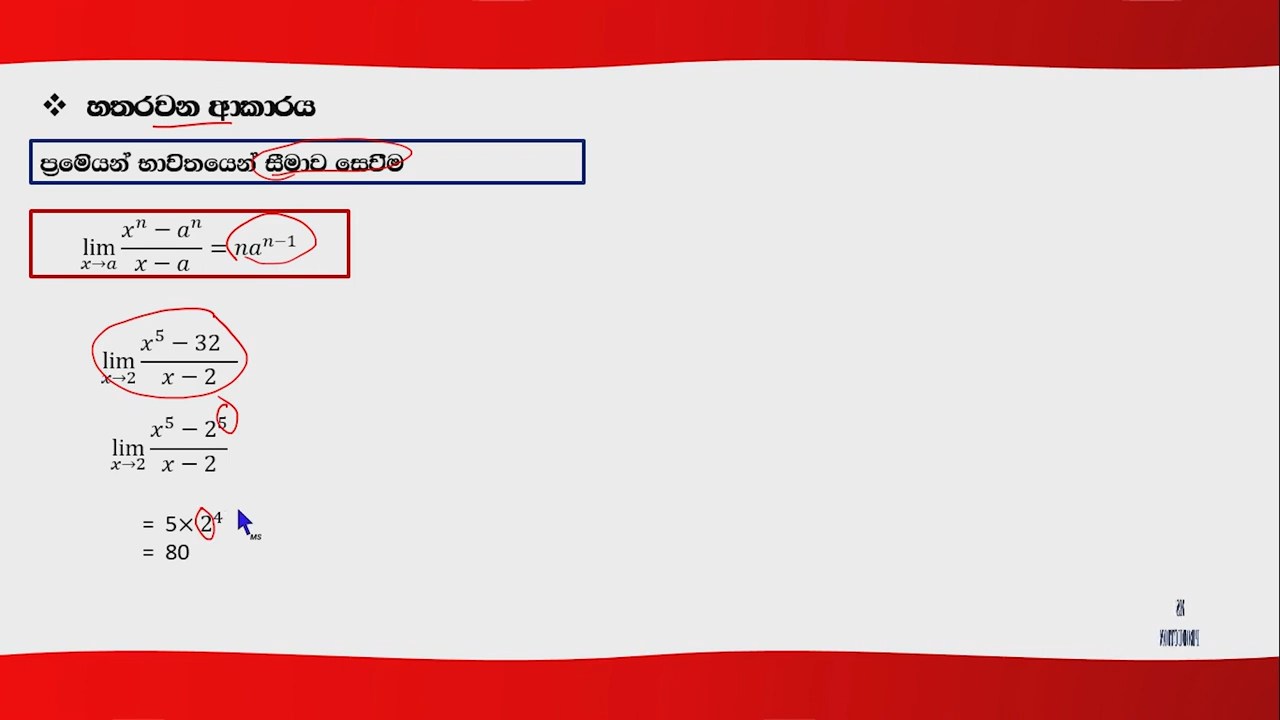 ❖ හතරවන ආකාරය
ප්‍රමේයන් භාවිතයෙන් සීමාව සෙවීම
lim x→a (xⁿ − aⁿ)/(x − a) = naⁿ⁻¹
lim x→2 (x⁵ − 32)/(x − 2)
lim x→2 (x⁵ − 2⁵)/(x − 2)
= 5×2⁴
= 80
MS